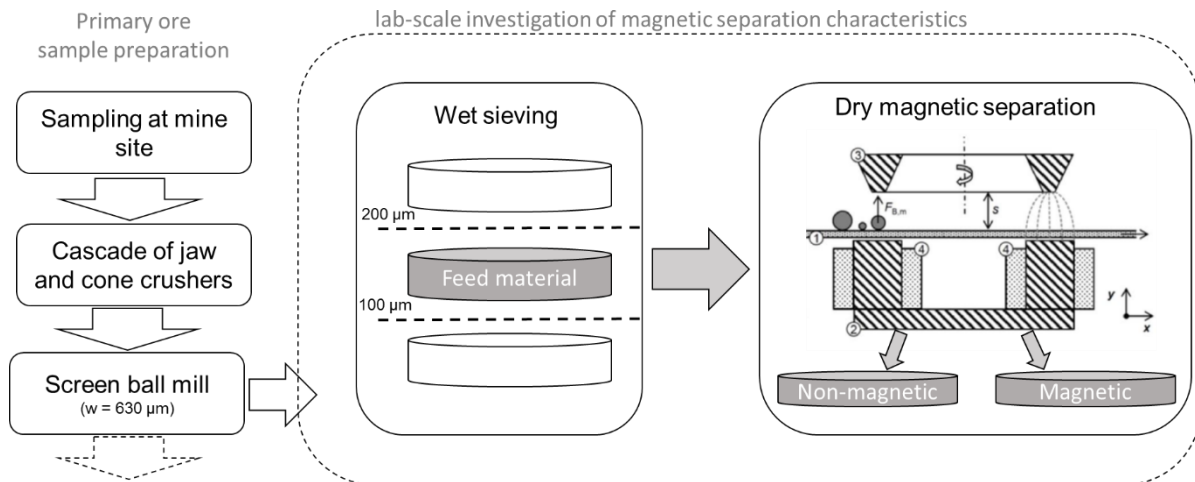 Primary ore
sample preparation
Sampling at mine
site
Cascade of jaw
and cone crushers
Screen ball mill
(w = 630 µm)
lab-scale investigation of magnetic separation characteristics
Wet sieving
200 µm
Feed material
100 µm
Dry magnetic separation
3
F B,m
s
1
4
4
2
y
x
Non-magnetic
Magnetic